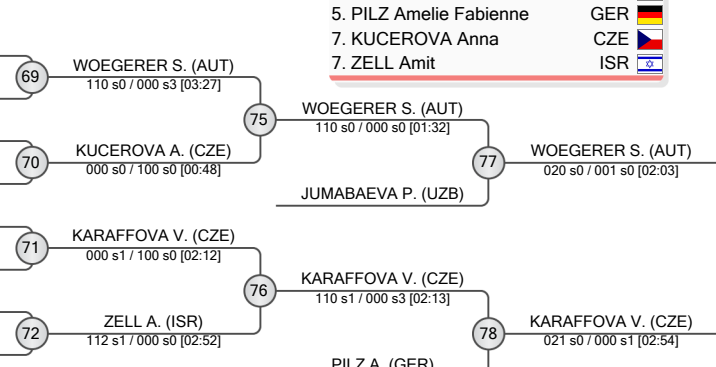 5. PILZ Amelie Fabienne GER
7. KUCEROVA Anna CZE
7. ZELL Amit ISR
69
WOEGERER S. (AUT)
110 s0 / 000 s3 [03:27]
75
WOEGERER S. (AUT)
110 s0 / 000 s0 [01:32]
70
KUCEROVA A. (CZE)
000 s0 / 100 s0 [00:48]
77
WOEGERER S. (AUT)
020 s0 / 001 s0 [02:03]
JUMABAEVA P. (UZB)
71
KARAFFOVA V. (CZE)
000 s1 / 100 s0 [02:12]
76
KARAFFOVA V. (CZE)
110 s1 / 000 s3 [02:13]
72
ZELL A. (ISR)
112 s1 / 000 s0 [02:52]
78
KARAFFOVA V. (CZE)
021 s0 / 000 s1 [02:54]
PILZ A. (GER)